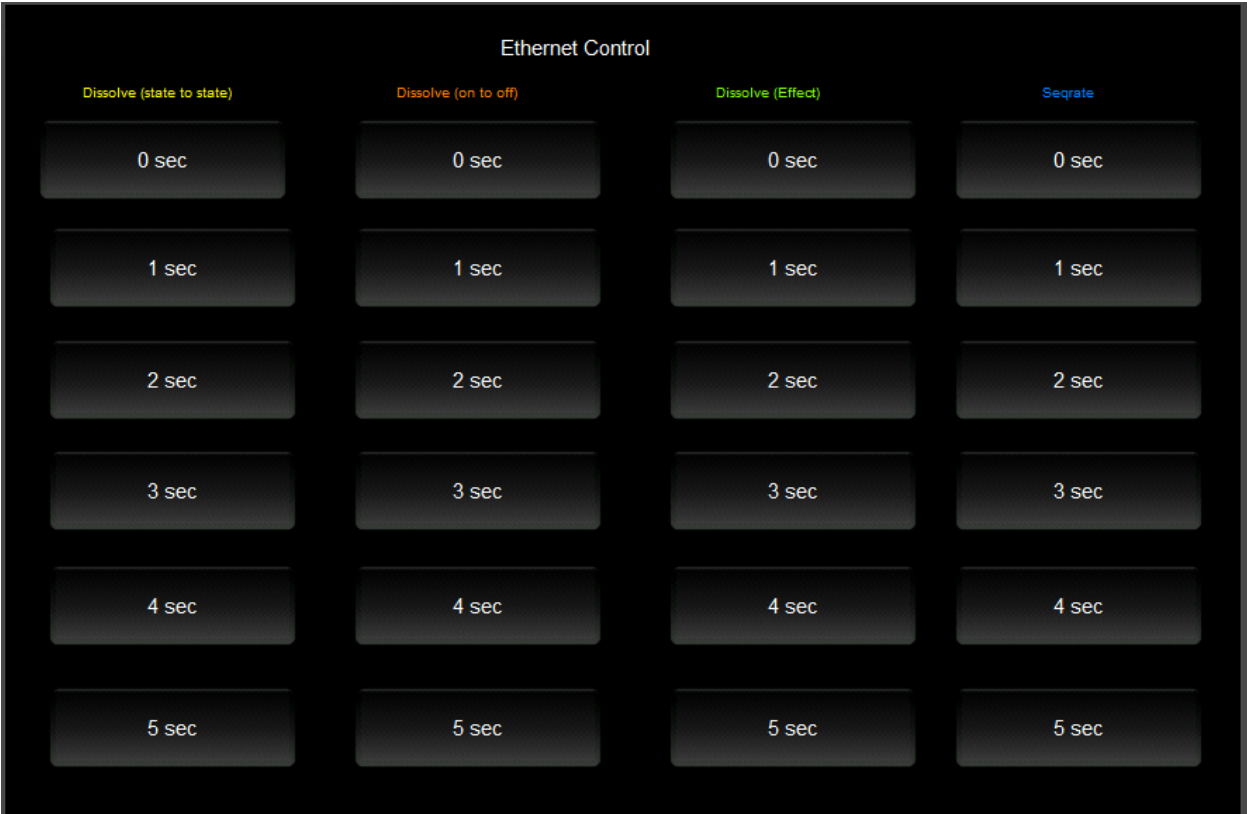 Ethernet Control
Dissolve (state to state) Dissolve (on to off) Dissolve (Effect) Seqrate
0 sec 0 sec 0 sec 0 sec
1 sec 1 sec 1 sec 1 sec
2 sec 2 sec 2 sec 2 sec
3 sec 3 sec 3 sec 3 sec
4 sec 4 sec 4 sec 4 sec
5 sec 5 sec 5 sec 5 sec